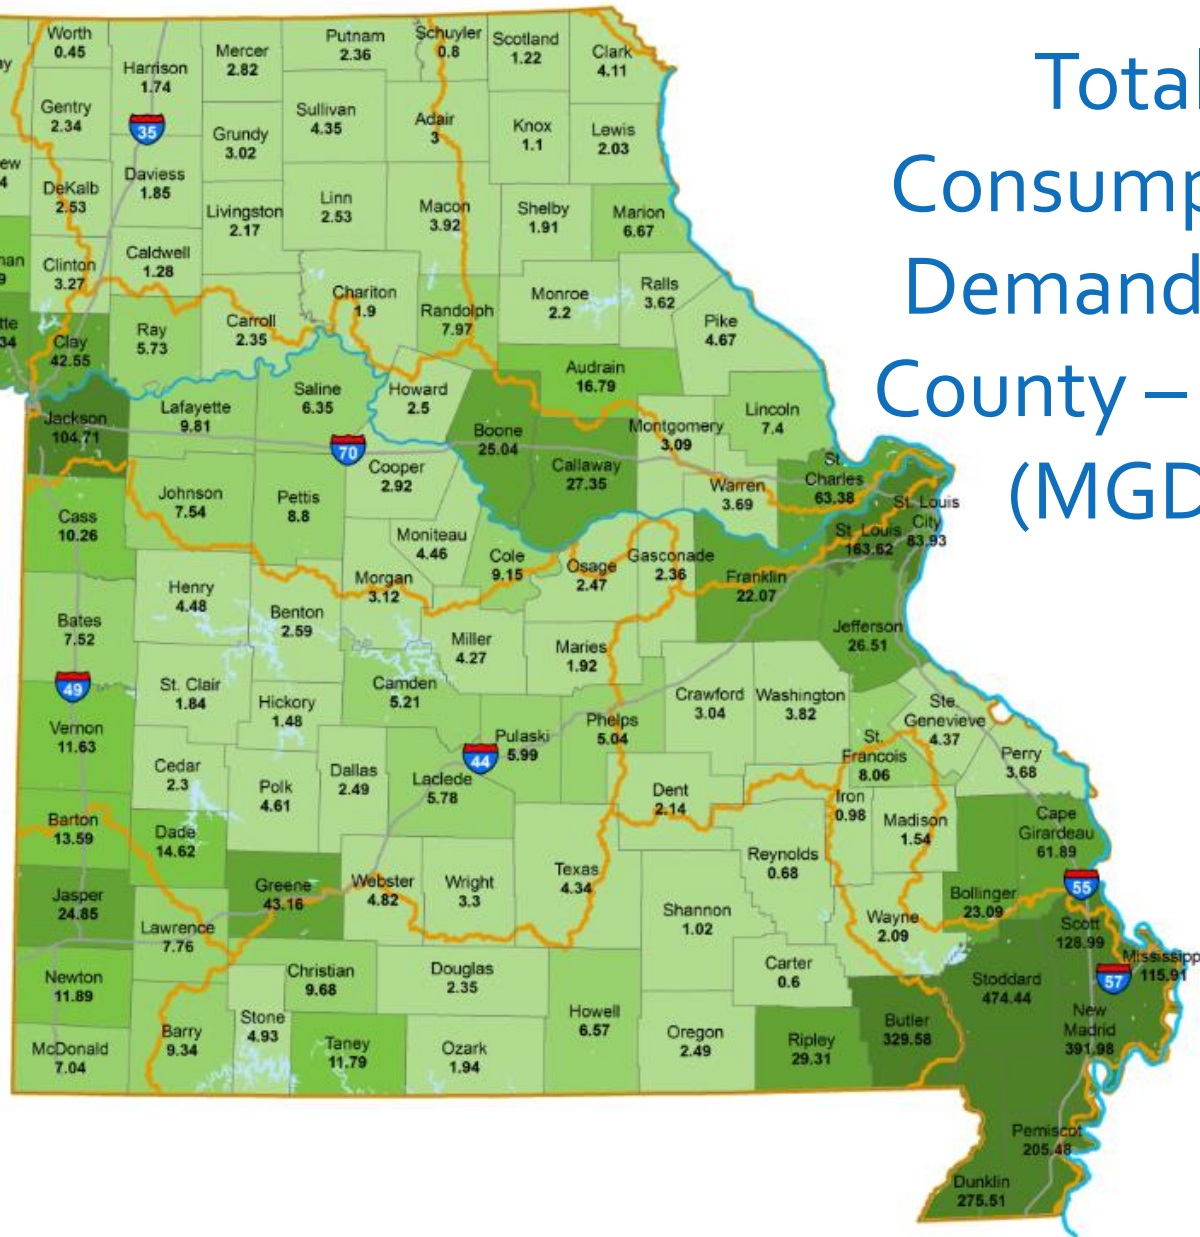 Total
Consump
Demand
County –
(MGD
Worth
0.45
Harrison
1.74
Mercer
2.82
Putnam
2.36
Schuyler
0.8
Scotland
1.22
Clark
4.11
ay
Gentry
2.34
35
Grundy
3.02
Sullivan
4.35
Adair
3
Knox
1.1
Lewis
2.03
ew
4
DeKalb
2.53
Daviess
1.85
Livingston
2.17
Linn
2.53
Macon
3.92
Shelby
1.91
Marion
6.67
nan
9
Clinton
3.27
Caldwell
1.28
Chariton
1.9
Randolph
7.97
Monroe
2.2
Ralls
3.62
Pike
4.67
tte
34
Clay
42.55
Ray
5.73
Carroll
2.35
Audrain
16.79
Jackson
104.71
Lafayette
9.81
Saline
6.35
Howard
2.5
Boone
25.04
Callaway
27.35
Montgomery
3.09
Lincoln
7.4
70
Cooper
2.92
Warren
3.69
St.
Charles
63.38
St. Louis
City
83.93
St. Louis
163.62
Cass
10.26
Johnson
7.54
Pettis
8.8
Moniteau
4.46
Cole
9.15
Osage
2.47
Gasconade
2.36
Franklin
22.07
Jefferson
26.51
Bates
7.52
Henry
4.48
Benton
2.59
Morgan
3.12
Miller
4.27
Maries
1.92
49
St. Clair
1.84
Hickory
1.48
Camden
5.21
Pulaski
5.99
Phelps
5.04
Crawford
3.04
Washington
3.82
Ste.
Genevieve
4.37
St.
Francois
8.06
Perry
3.68
Vernon
11.63
Cedar
2.3
Polk
4.61
Dallas
2.49
44
Laclede
5.78
Dent
2.14
Iron
0.98
Madison
1.54
Cape
Girardeau
61.89
Barton
13.59
Dade
14.62
Greene
43.16
Webster
4.82
Wright
3.3
Texas
4.34
Reynolds
0.68
Bollinger
23.09
55
Jasper
24.85
Lawrence
7.76
Shannon
1.02
Wayne
2.09
Scott
128.99
Mississipp
115.91
57
Newton
11.89
Christian
9.68
Douglas
2.35
Howell
6.57
Carter
0.6
Stoddard
474.44
New
Madrid
391.98
McDonald
7.04
Barry
9.34
Stone
4.93
Taney
11.79
Ozark
1.94
Oregon
2.49
Ripley
29.31
Butler
329.58
Pemiscot
205.48
Dunklin
275.51